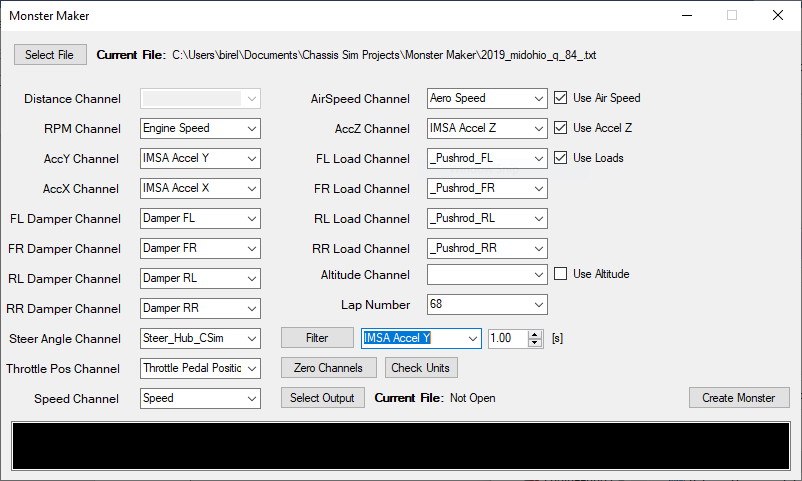 Monster Maker
Select File Current File: C:\Users\birel\Documents\Chassis Sim Projects\Monster Maker\2019_midohio_q_84_.txt
Distance Channel AirSpeed Channel Aero Speed Use Air Speed
RPM Channel Engine Speed AccZ Channel IMSA Accel Z Use Accel Z
AccY Channel IMSA Accel Y FL Load Channel _Pushrod_FL Use Loads
AccX Channel IMSA Accel X FR Load Channel _Pushrod_FR
FL Damper Channel Damper FL RL Load Channel _Pushrod_RL
FR Damper Channel Damper FR RR Load Channel _Pushrod_RR
RL Damper Channel Damper RL Altitude Channel Use Altitude
RR Damper Channel Damper RR Lap Number 68
Steer Angle Channel Steer_Hub_CSim Filter IMSA Accel Y 1.00 [s]
Throttle Pos Channel Throttle Pedal Positic Zero Channels Check Units
Speed Channel Speed Select Output Current File: Not Open Create Monster